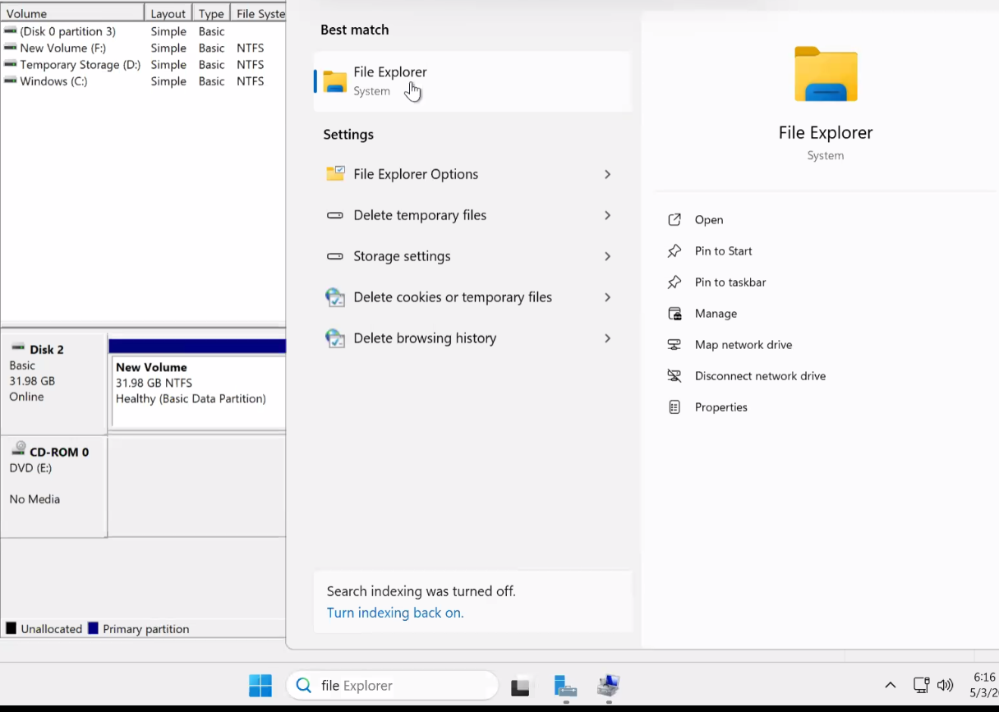 Volume Layout Type File Syste
(Disk 0 partition 3) Simple Basic
New Volume (F:) Simple Basic NTFS
Temporary Storage (D:) Simple Basic NTFS
Windows (C:) Simple Basic NTFS
Disk 2
Basic
31.98 GB
Online
New Volume
31.98 GB NTFS
Healthy (Basic Data Partition)
CD-ROM 0
DVD (E:)
No Media
Unallocated Primary partition
Best match
File Explorer
System
Settings
File Explorer Options
Delete temporary files
Storage settings
Delete cookies or temporary files
Delete browsing history
Search indexing was turned off.
Turn indexing back on.
File Explorer
System
Open
Pin to Start
Pin to taskbar
Manage
Map network drive
Disconnect network drive
Properties
file Explorer
6:16
5/3/2